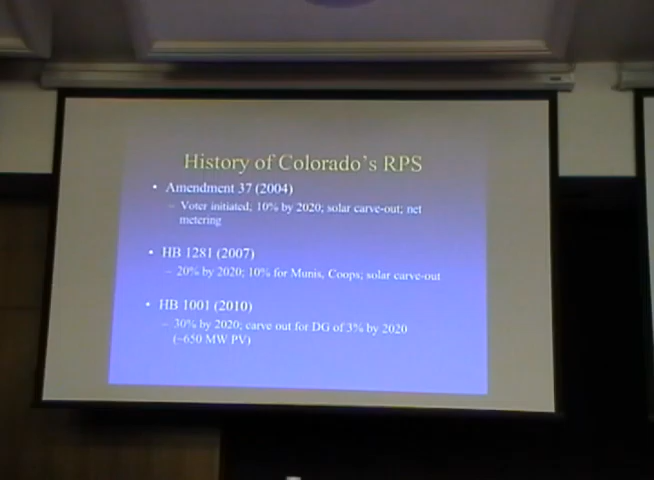 History of Colorado's RPS
• Amendment 37 (2004)
– Voter initiated; 10% by 2020; solar carve-out; net
metering
• HB 1281 (2007)
– 20% by 2020; 10% for Munis, Coops; solar carve-out
• HB 1001 (2010)
– 30% by 2020; carve out for DG of 3% by 2020
(~650 MW PV)